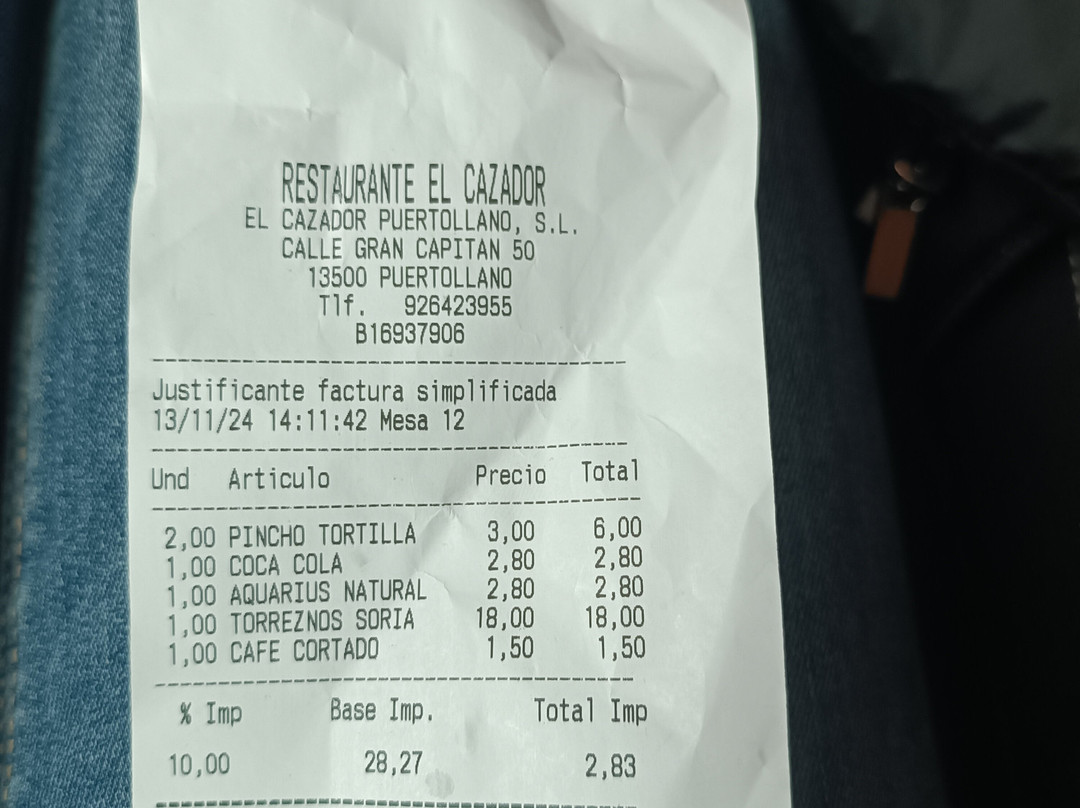 RESTAURANTE EL CAZADOR
EL CAZADOR PUERTOLLANO, S.L.
CALLE GRAN CAPITAN 50
13500 PUERTOLLANO
Tlf. 926423955
B16937906
Justificante factura simplificada
13/11/24 14:11:42 Mesa 12
Und Articulo Precio Total
2,00 PINCHO TORTILLA 3,00 6,00
1,00 COCA COLA 2,80 2,80
1,00 AQUARIUS NATURAL 2,80 2,80
1,00 TORREZNOS SORIA 18,00 18,00
1,00 CAFE CORTADO 1,50 1,50
% Imp Base Imp. Total Imp
10,00 28,27 2,83